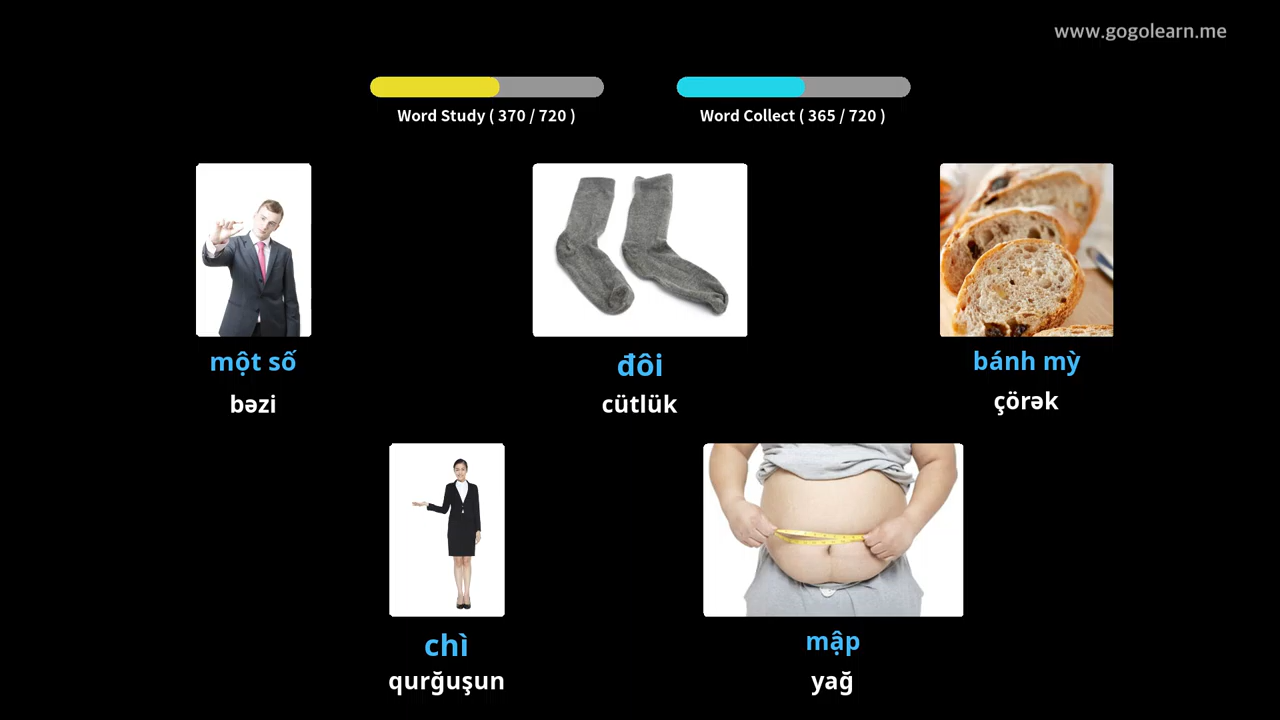 www.gogolearn.me
Word Study ( 370 / 720 )
Word Collect ( 365 / 720 )
một số
bəzi
đôi
cütlük
bánh mỳ
çörək
chì
qurğuşun
mập
yağ